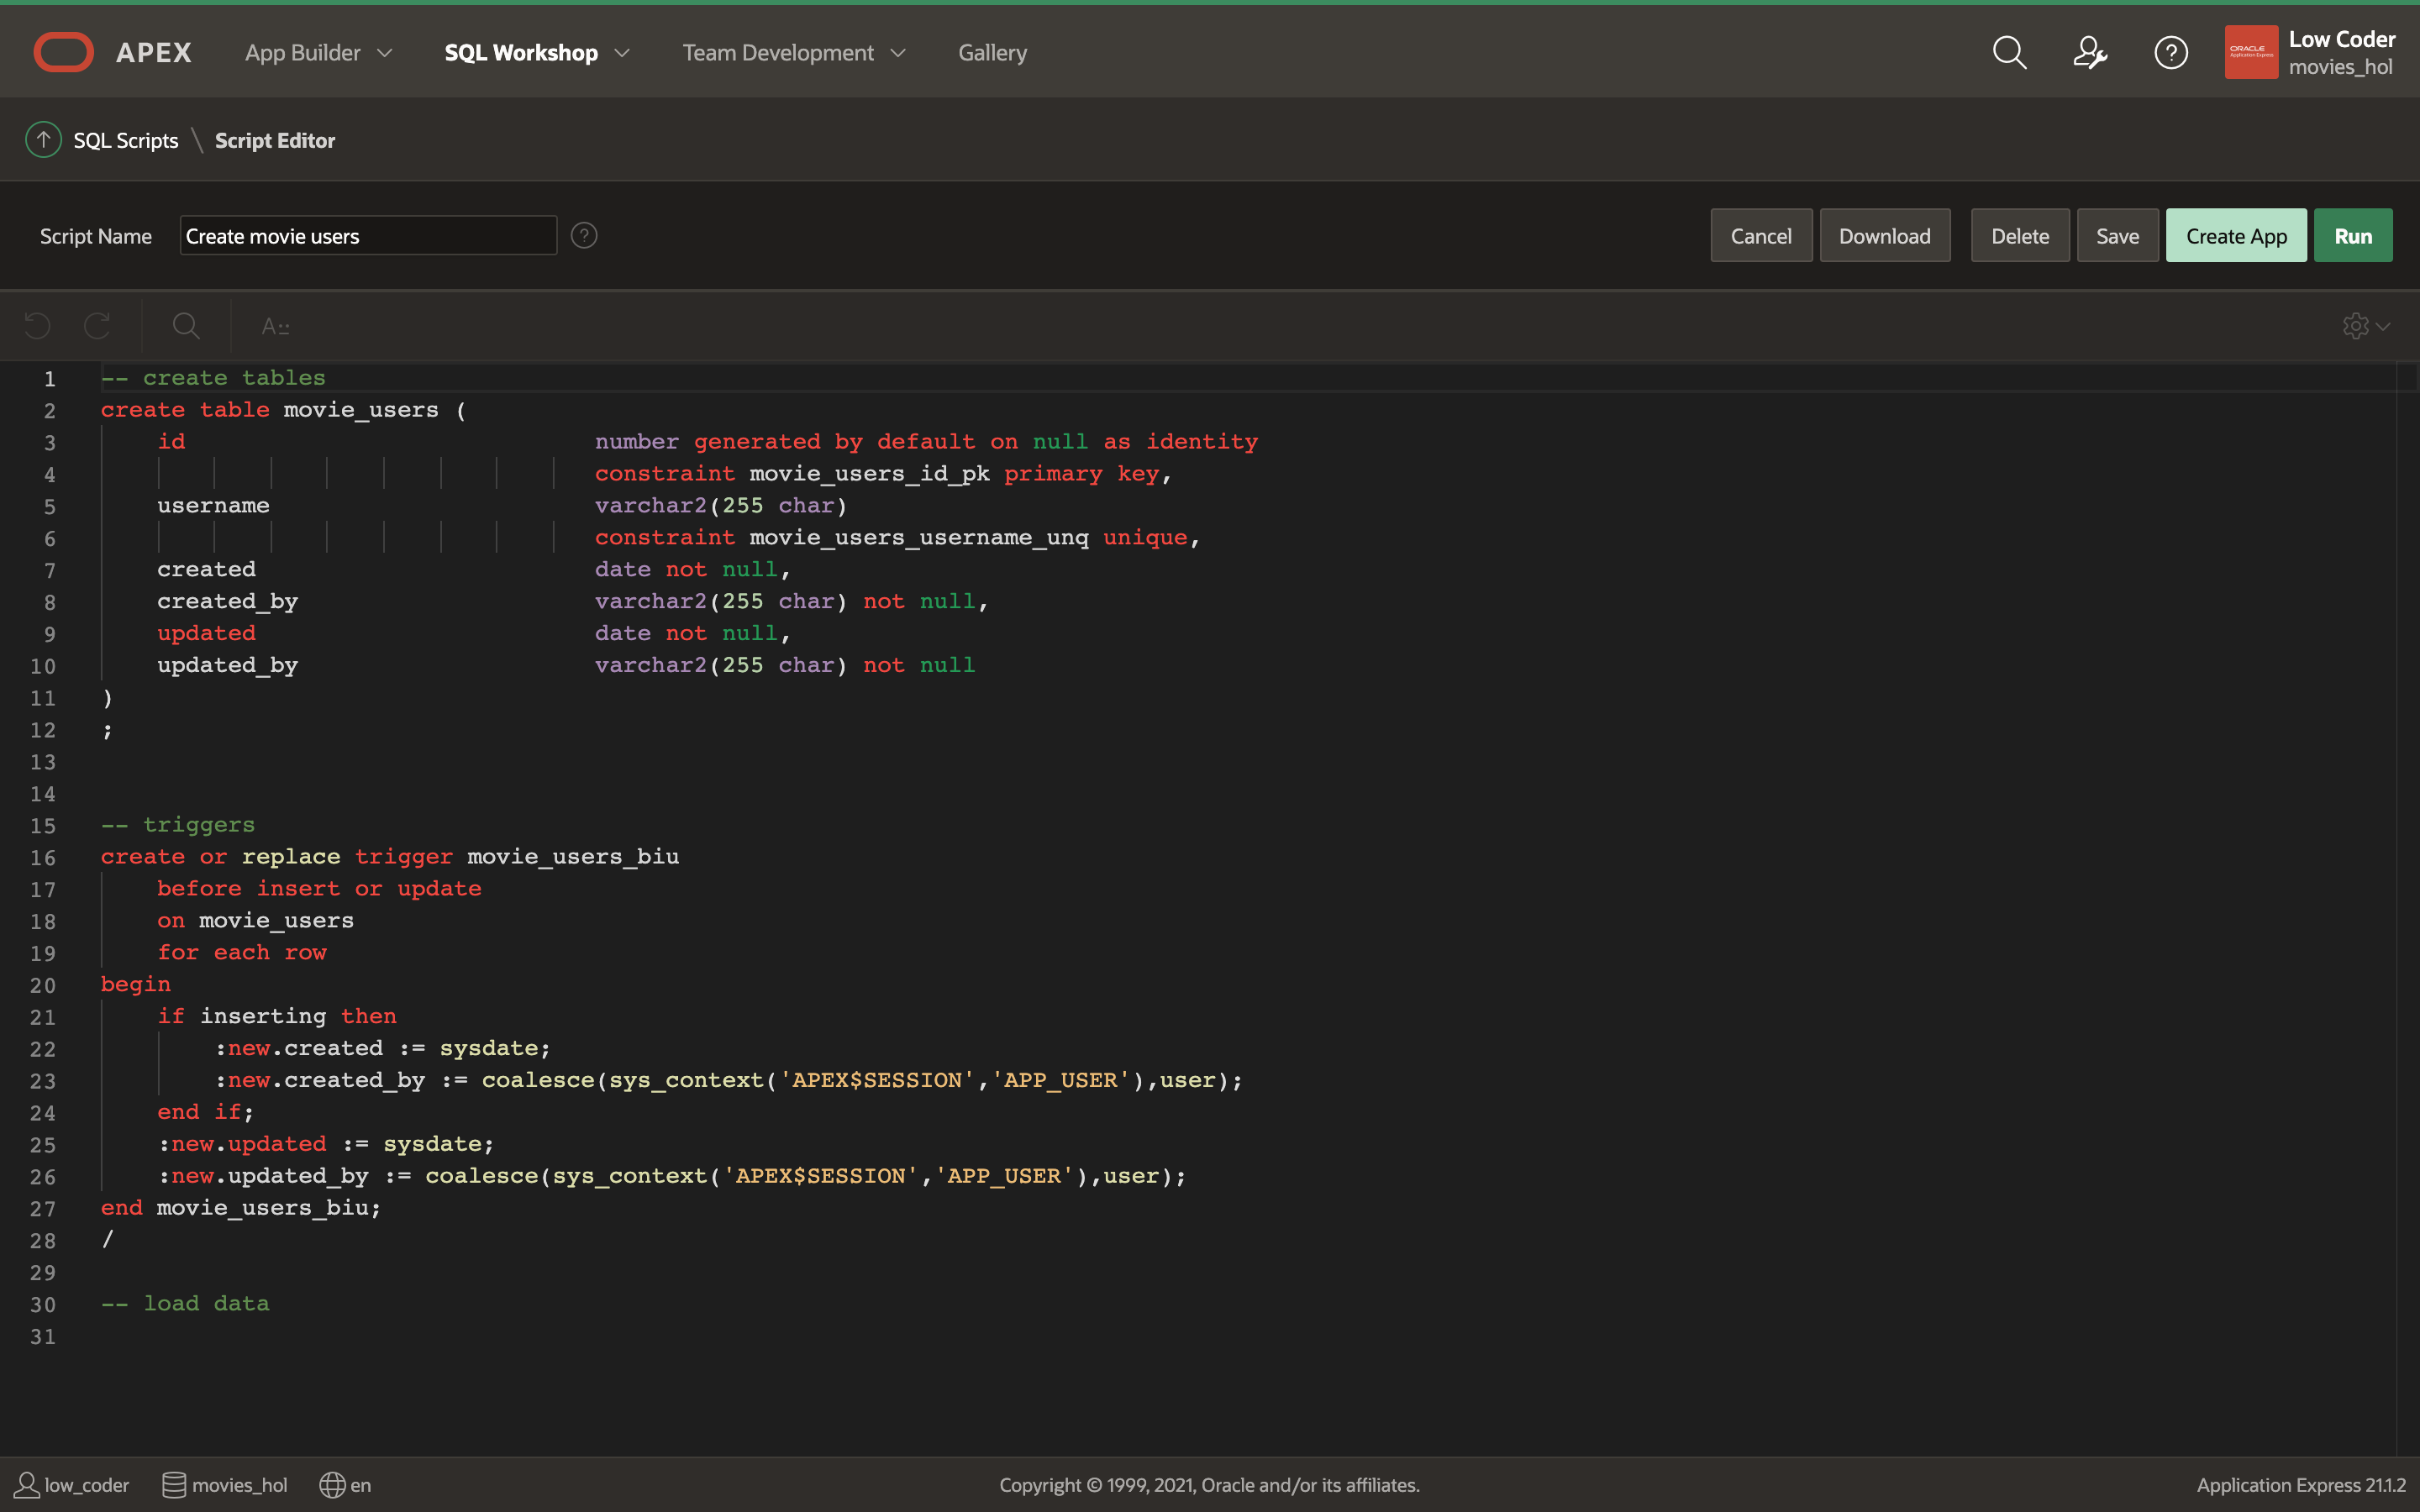 APEX App Builder SQL Workshop Team Development Gallery
ORACLE
Application Express
Low Coder
movies_hol
SQL Scripts \ Script Editor
Script Name Create movie users Cancel Download Delete Save Create App Run
1 -- create tables
2 create table movie_users (
3 id number generated by default on null as identity
4 constraint movie_users_id_pk primary key,
5 username varchar2(255 char)
6 constraint movie_users_username_unq unique,
7 created date not null,
8 created_by varchar2(255 char) not null,
9 updated date not null,
10 updated_by varchar2(255 char) not null
11 )
12 ;
13
14
15 -- triggers
16 create or replace trigger movie_users_biu
17 before insert or update
18 on movie_users
19 for each row
20 begin
21 if inserting then
22 :new.created := sysdate;
23 :new.created_by := coalesce(sys_context('APEX$SESSION','APP_USER'),user);
24 end if;
25 :new.updated := sysdate;
26 :new.updated_by := coalesce(sys_context('APEX$SESSION','APP_USER'),user);
27 end movie_users_biu;
28 /
29
30 -- load data
31
low_coder movies_hol en Copyright © 1999, 2021, Oracle and/or its affiliates. Application Express 21.1.2